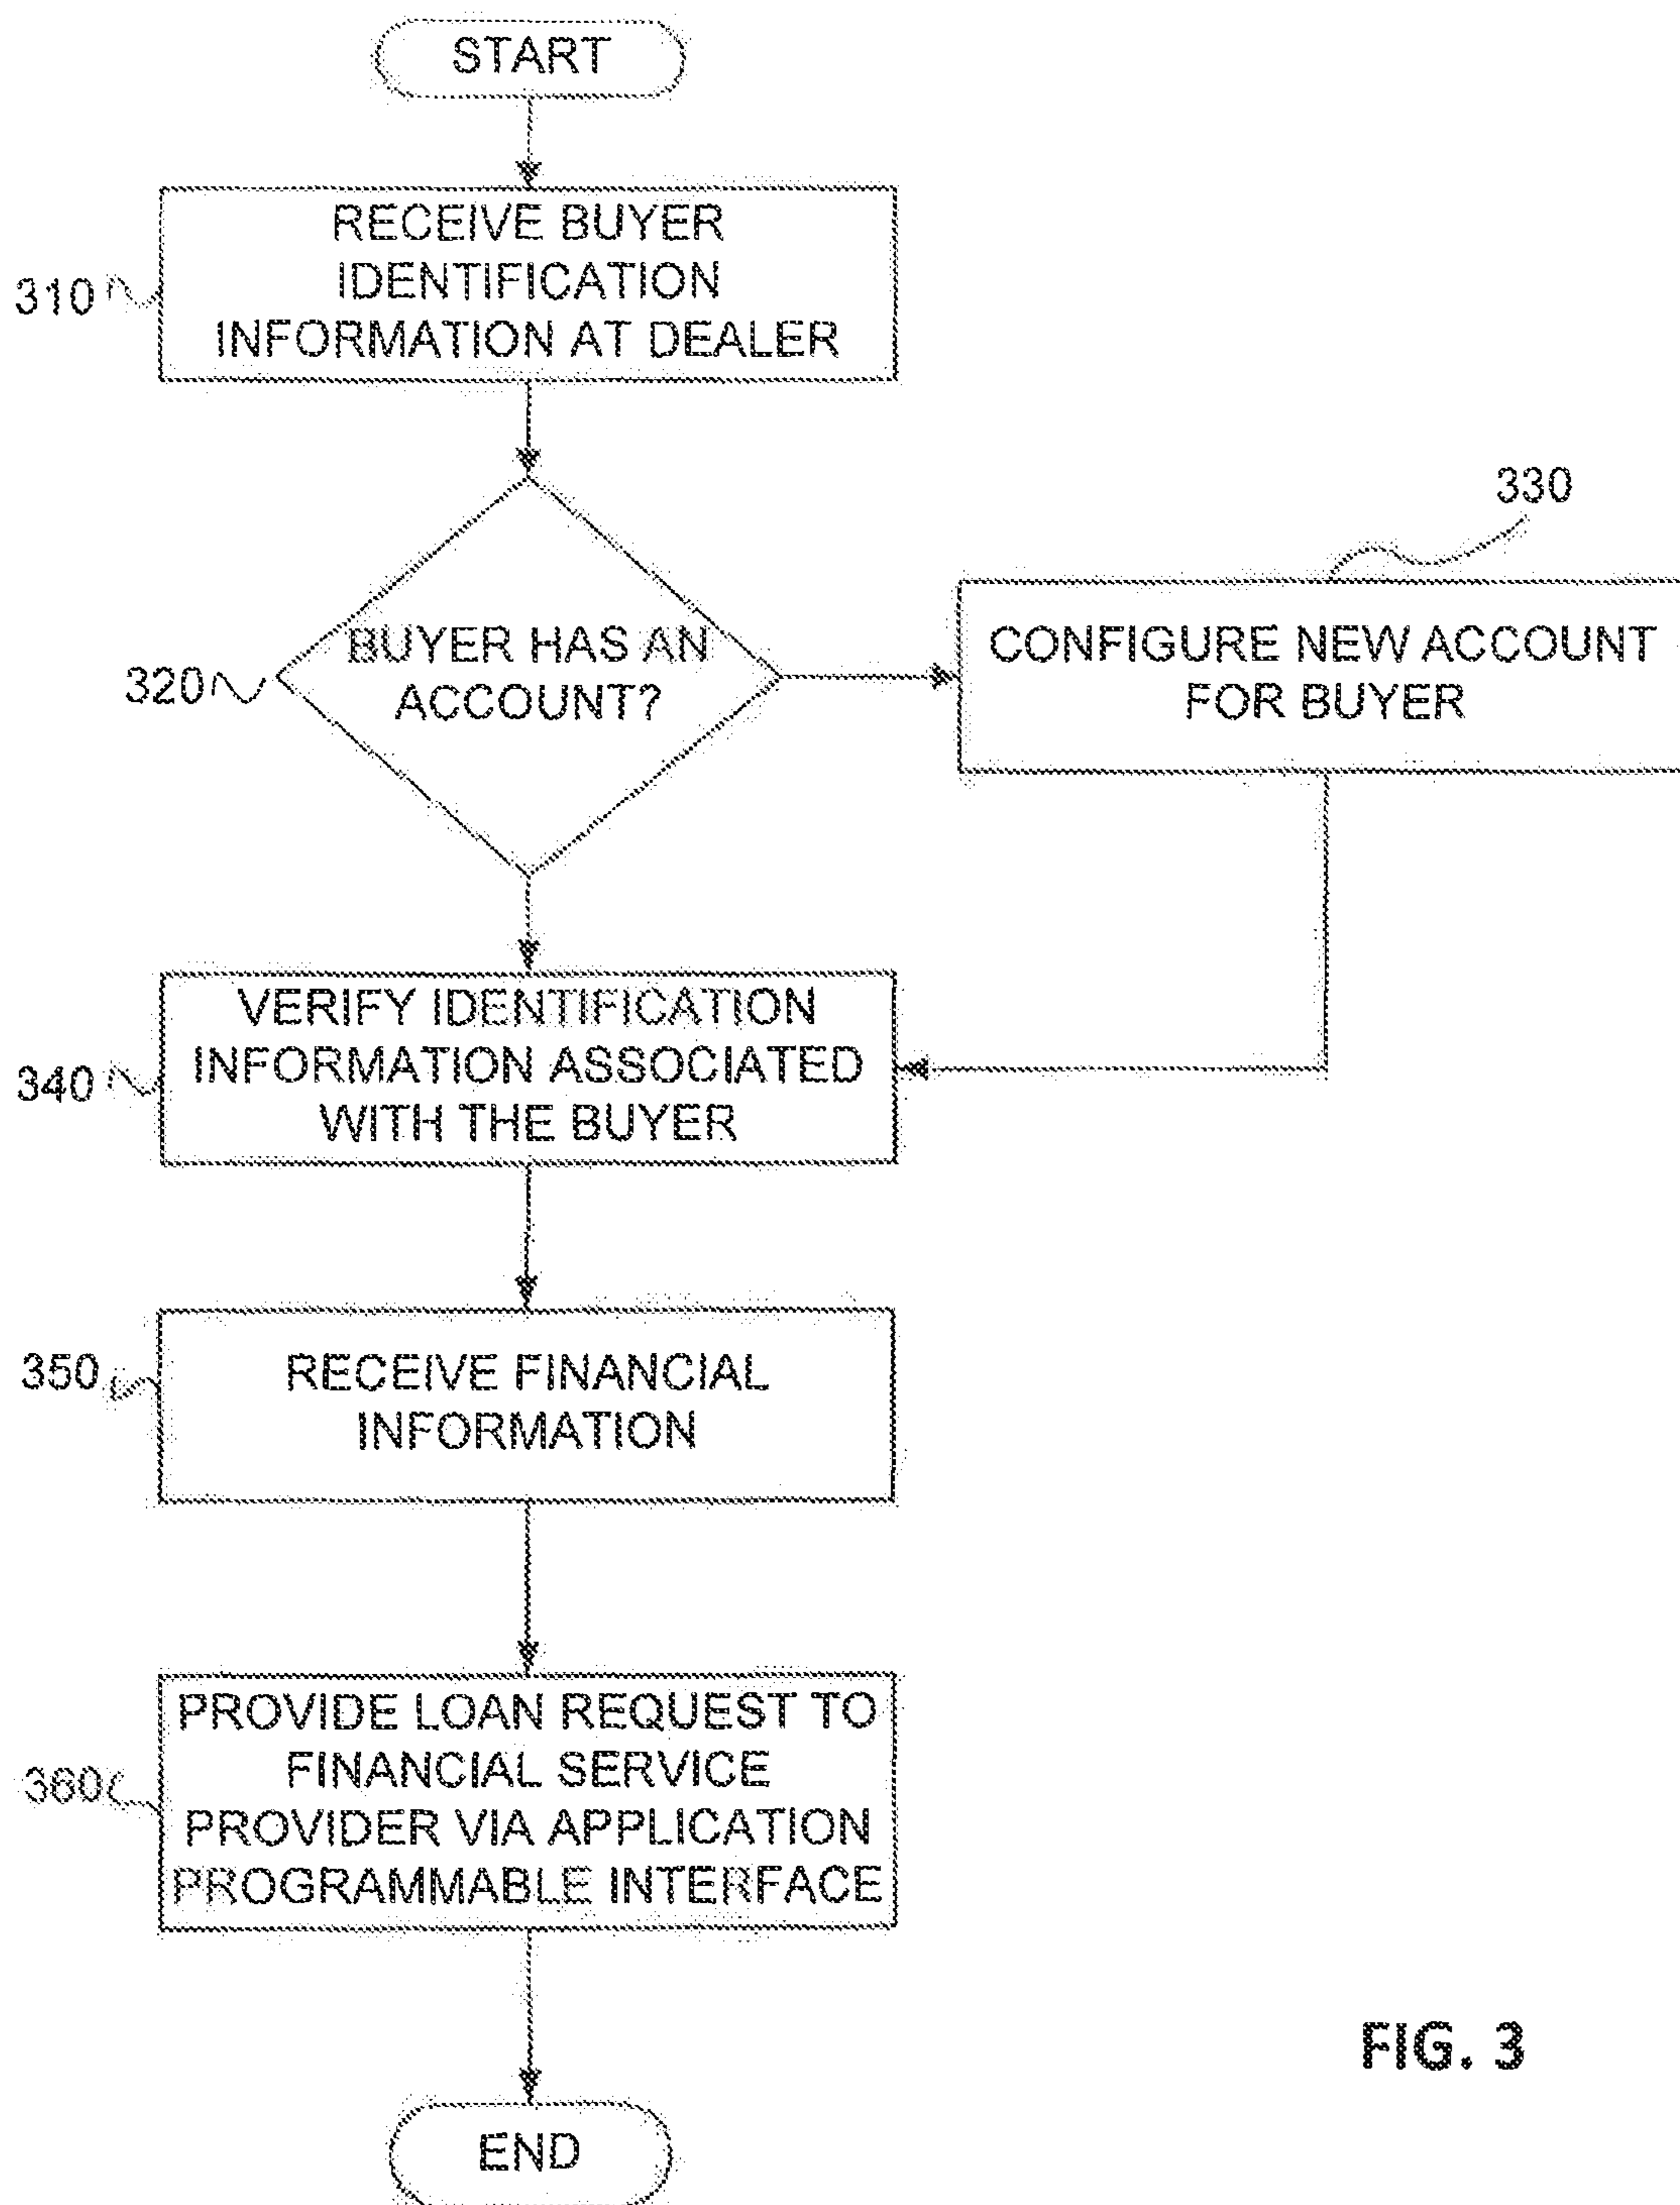 START
RECEIVE BUYER
IDENTIFICATION
INFORMATION AT DEALER
310
330
BUYER HAS AN
ACCOUNT?
320
CONFIGURE NEW ACCOUNT
FOR BUYER
VERIFY IDENTIFICATION
INFORMATION ASSOCIATED
WITH THE BUYER
340
RECEIVE FINANCIAL
INFORMATION
350
PROVIDE LOAN REQUEST TO
FINANCIAL SERVICE
PROVIDER VIA APPLICATION
PROGRAMMABLE INTERFACE
360
FIG. 3
END